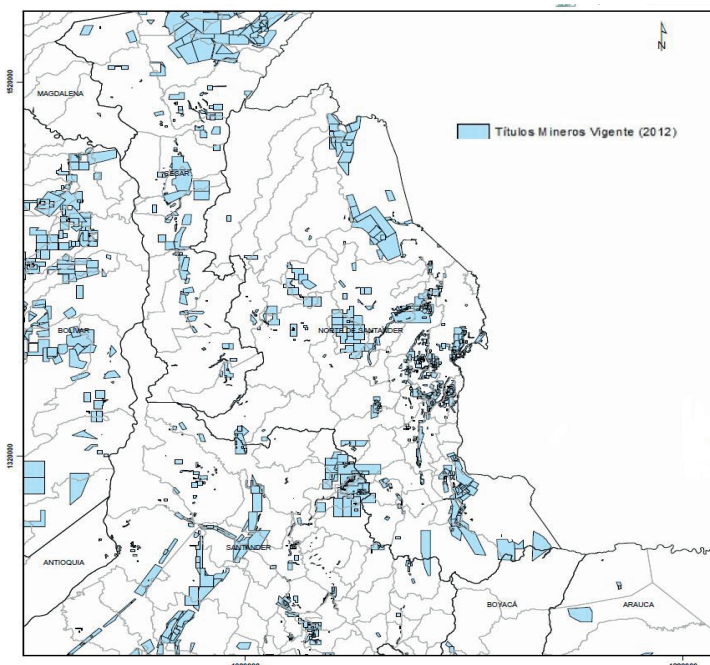 N
1520000
MAGDALENA
Títulos Mineros Vigente (2012)
CESAR
BOLIVAR
NORTE DE SANTANDER
1320000
SANTANDER
ANTIOQUIA
BOYACÁ
ARAUCA